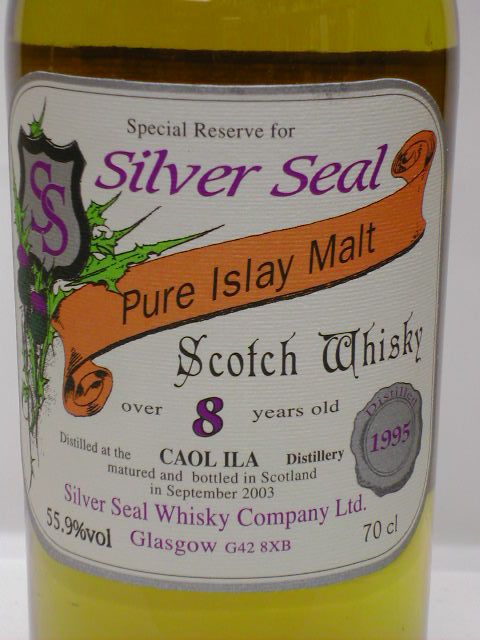 Special Reserve for
Silver Seal
SS
Pure Islay Malt
Scotch Whisky
over 8 years old
Distilled 1995
Distilled at the CAOL ILA Distillery
matured and bottled in Scotland
in September 2003
Silver Seal Whisky Company Ltd.
55.9%vol Glasgow G42 8XB 70 cl